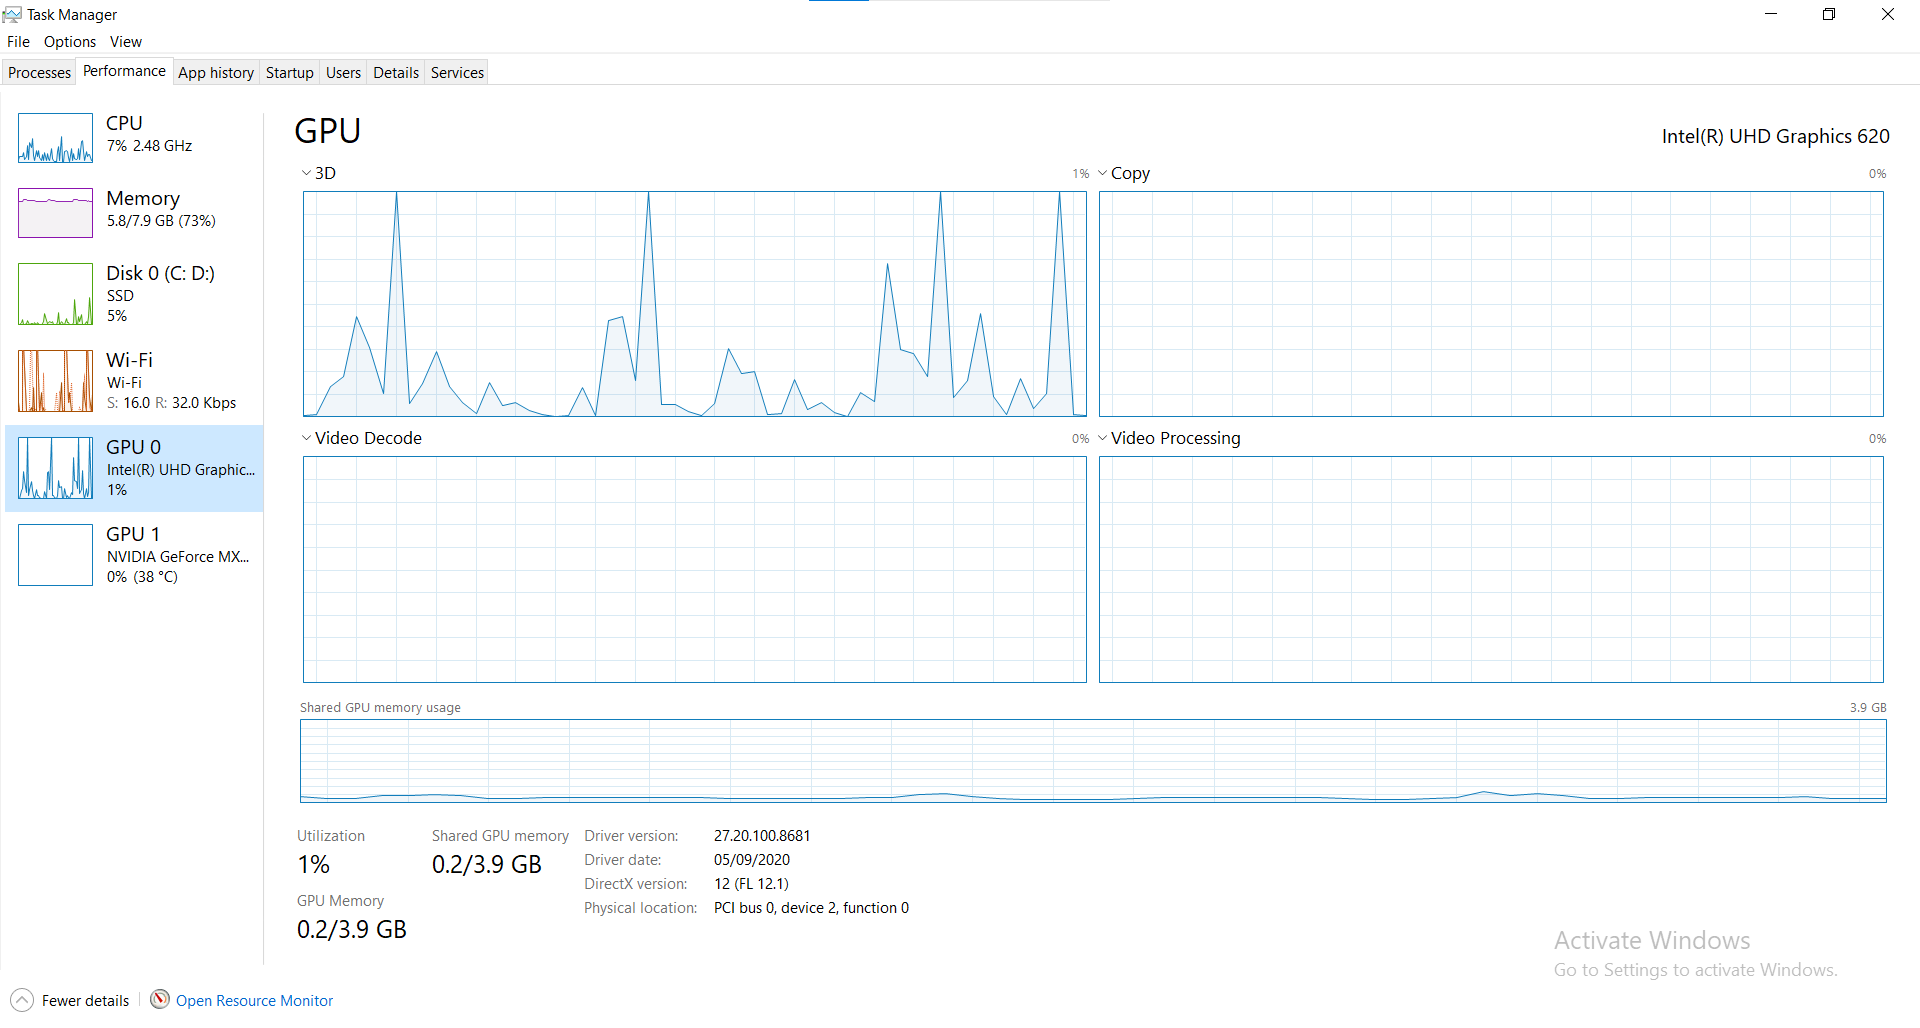 Task Manager
File Options View
Processes Performance App history Startup Users Details Services
CPU
7% 2.48 GHz
Memory
5.8/7.9 GB (73%)
Disk 0 (C: D:)
SSD
5%
Wi-Fi
Wi-Fi
S: 16.0 R: 32.0 Kbps
GPU 0
Intel(R) UHD Graphic...
1%
GPU 1
NVIDIA GeForce MX...
0% (38 °C)
GPU
Intel(R) UHD Graphics 620
3D 1%
Copy 0%
Video Decode 0%
Video Processing 0%
Shared GPU memory usage 3.9 GB
Utilization
1%
Shared GPU memory
0.2/3.9 GB
GPU Memory
0.2/3.9 GB
Driver version: 27.20.100.8681
Driver date: 05/09/2020
DirectX version: 12 (FL 12.1)
Physical location: PCI bus 0, device 2, function 0
Activate Windows
Go to Settings to activate Windows.
Fewer details Open Resource Monitor